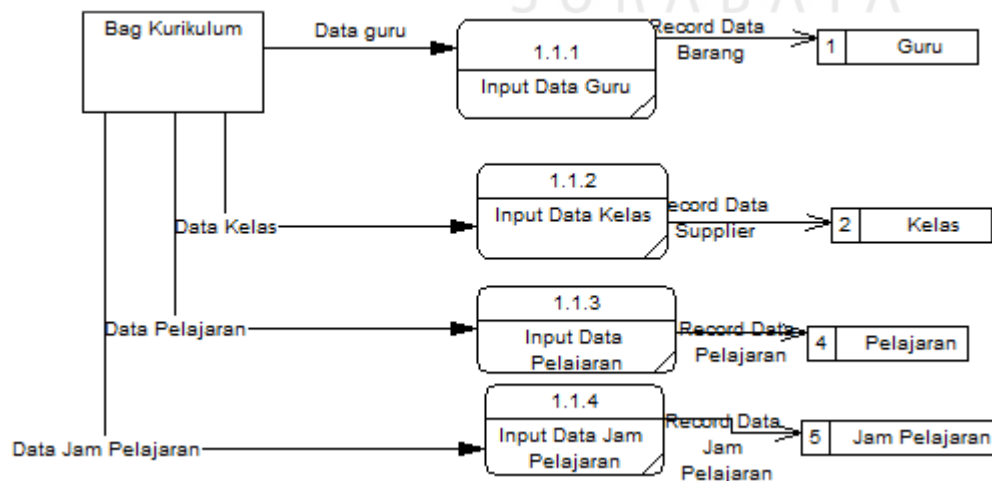 SURABAYA
Bag Kurikulum
Data guru
1.1.1
Input Data Guru
Record Data
Barang
1
Guru
Data Kelas
1.1.2
Input Data Kelas
ecord Data
Supplier
2
Kelas
Data Pelajaran
1.1.3
Input Data
Pelaiaran
Record Data
Pelajaran
4
Pelajaran
Data Jam Pelajaran
1.1.4
Input Data Jam
Pelajaran
Record Data
Jam
Pelajaran
5
Jam Pelajaran